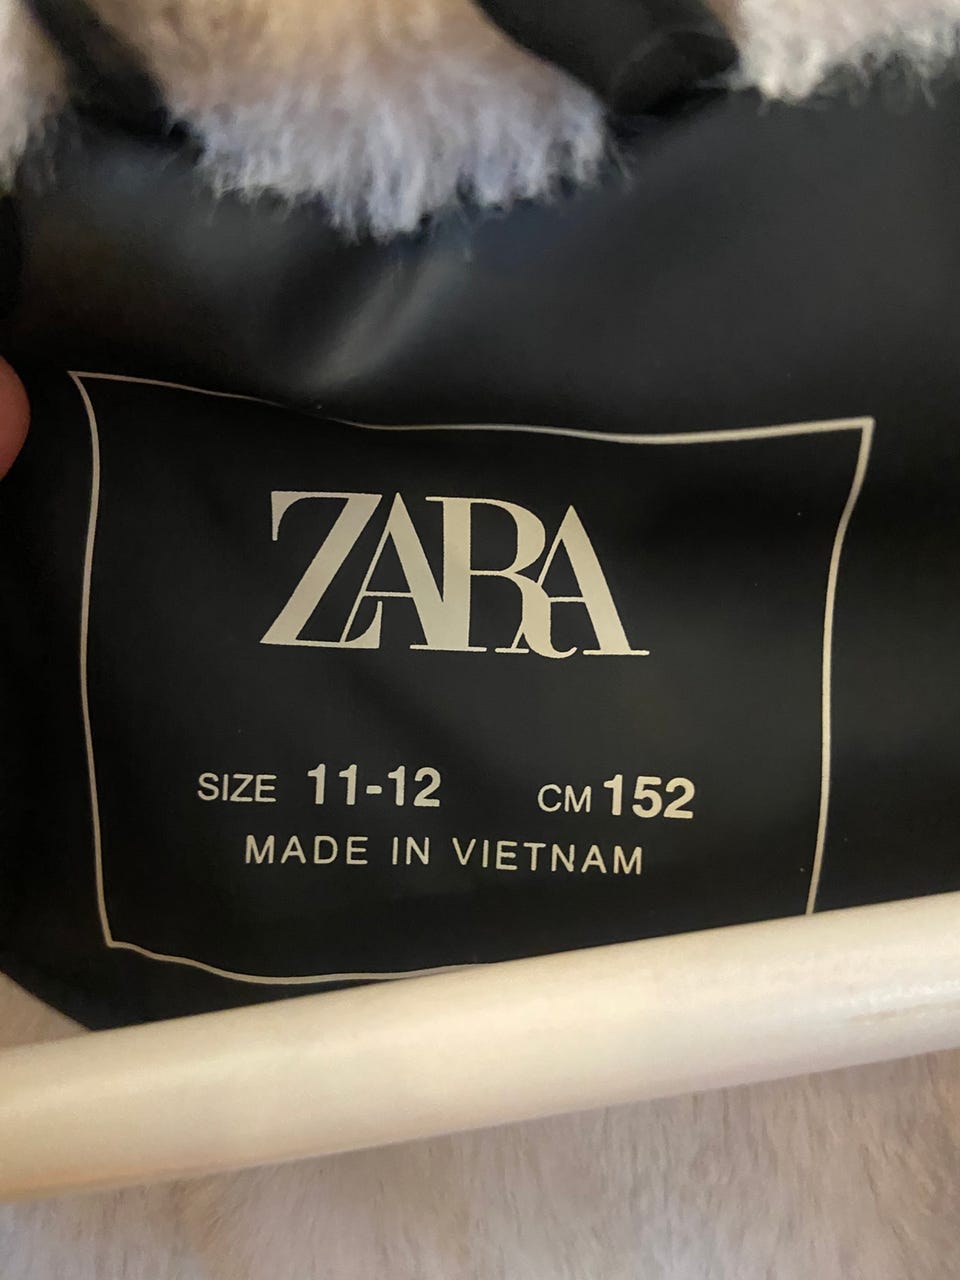 ZARA
SIZE 11-12 CM 152
MADE IN VIETNAM